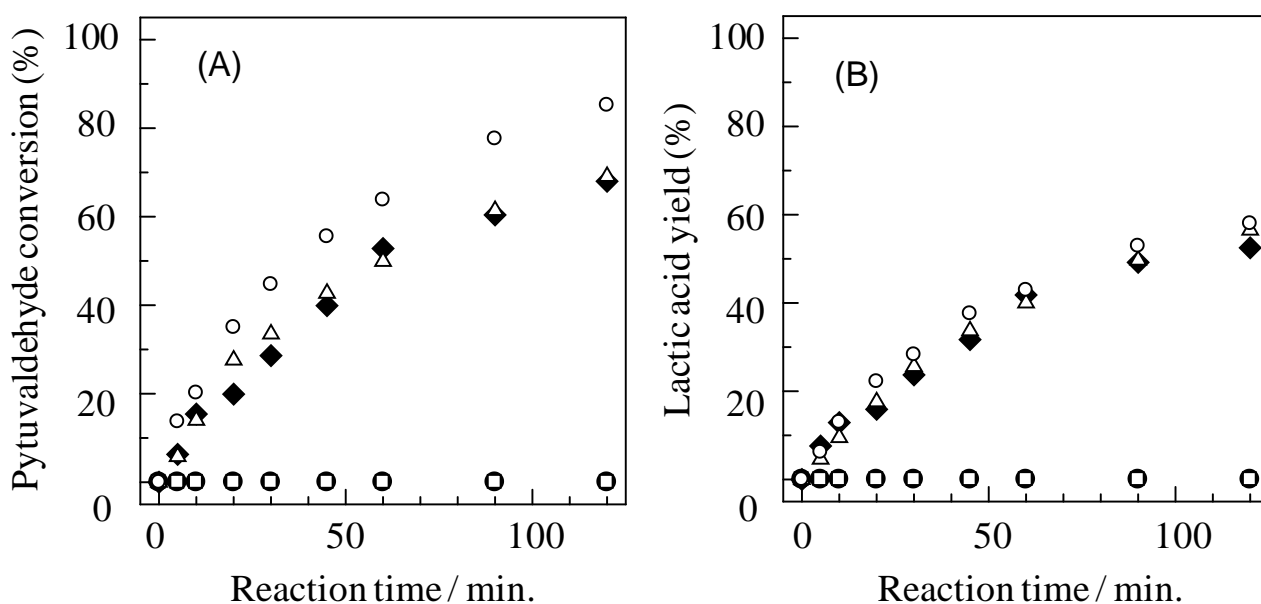 Pytuvaldehyde conversion (%)
(A)
100
80
60
40
20
0
0 50 100
Reaction time / min.
Lactic acid yield (%)
(B)
100
80
60
40
20
0
0 50 100
Reaction time / min.